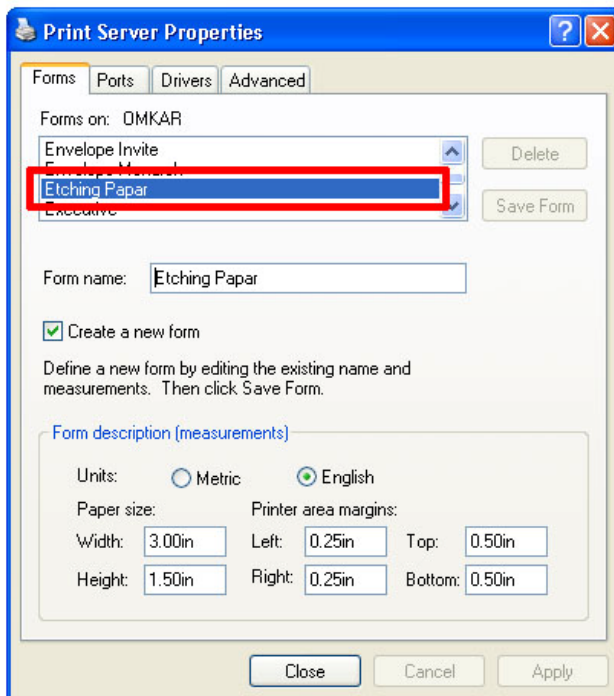 Print Server Properties
Forms Ports Drivers Advanced
Forms on: OMKAR
Envelope Invite
Envelope Monarch
Etching Papar
Executive
Delete
Save Form
Form name: Etching Papar
Create a new form
Define a new form by editing the existing name and
measurements. Then click Save Form.
Form description (measurements)
Units: Metric English
Paper size: Printer area margins:
Width: 3.00in Left: 0.25in Top: 0.50in
Height: 1.50in Right: 0.25in Bottom: 0.50in
Close Cancel Apply